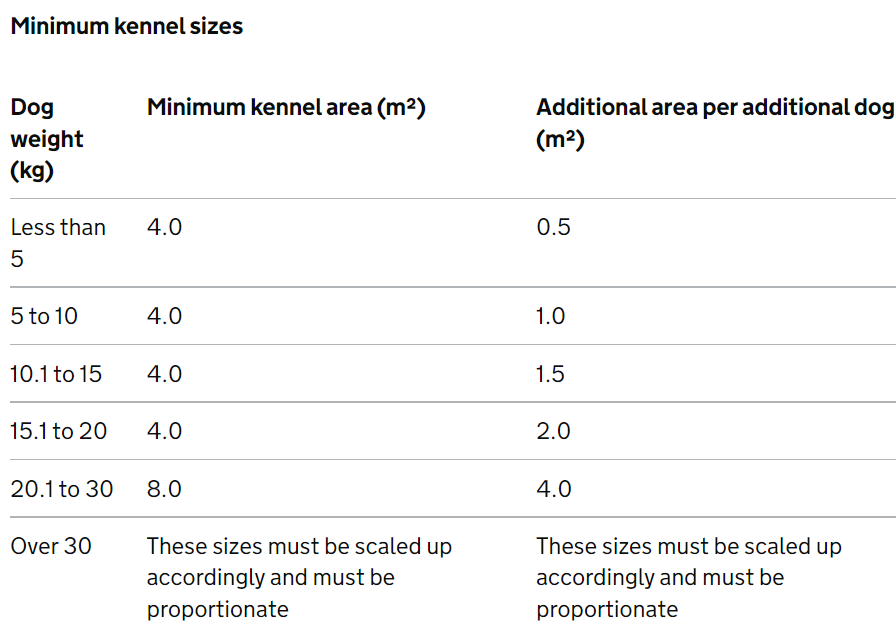 Minimum kennel sizes
Dog weight (kg) Minimum kennel area (m²) Additional area per additional dog (m²)
Less than 5 4.0 0.5
5 to 10 4.0 1.0
10.1 to 15 4.0 1.5
15.1 to 20 4.0 2.0
20.1 to 30 8.0 4.0
Over 30 These sizes must be scaled up accordingly and must be proportionate These sizes must be scaled up accordingly and must be proportionate